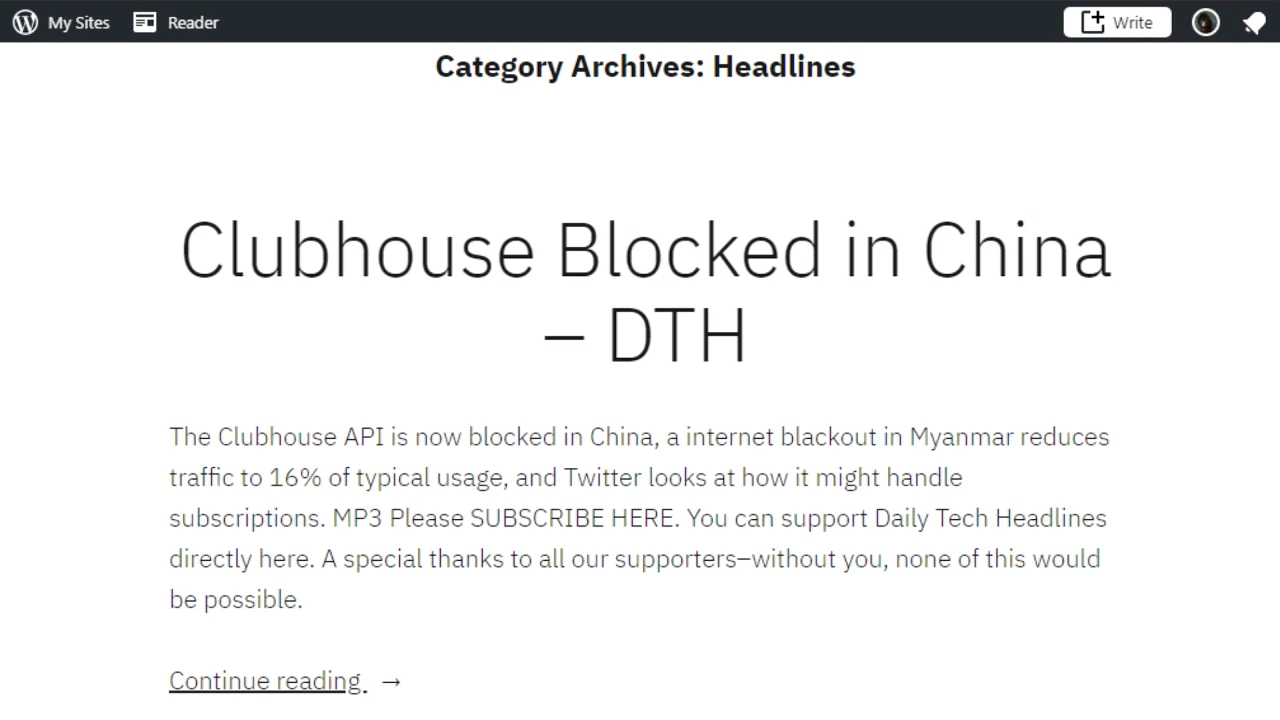 My Sites Reader Write
Category Archives: Headlines
Clubhouse Blocked in China
– DTH
The Clubhouse API is now blocked in China, a internet blackout in Myanmar reduces
traffic to 16% of typical usage, and Twitter looks at how it might handle
subscriptions. MP3 Please SUBSCRIBE HERE. You can support Daily Tech Headlines
directly here. A special thanks to all our supporters–without you, none of this would
be possible.
Continue reading →